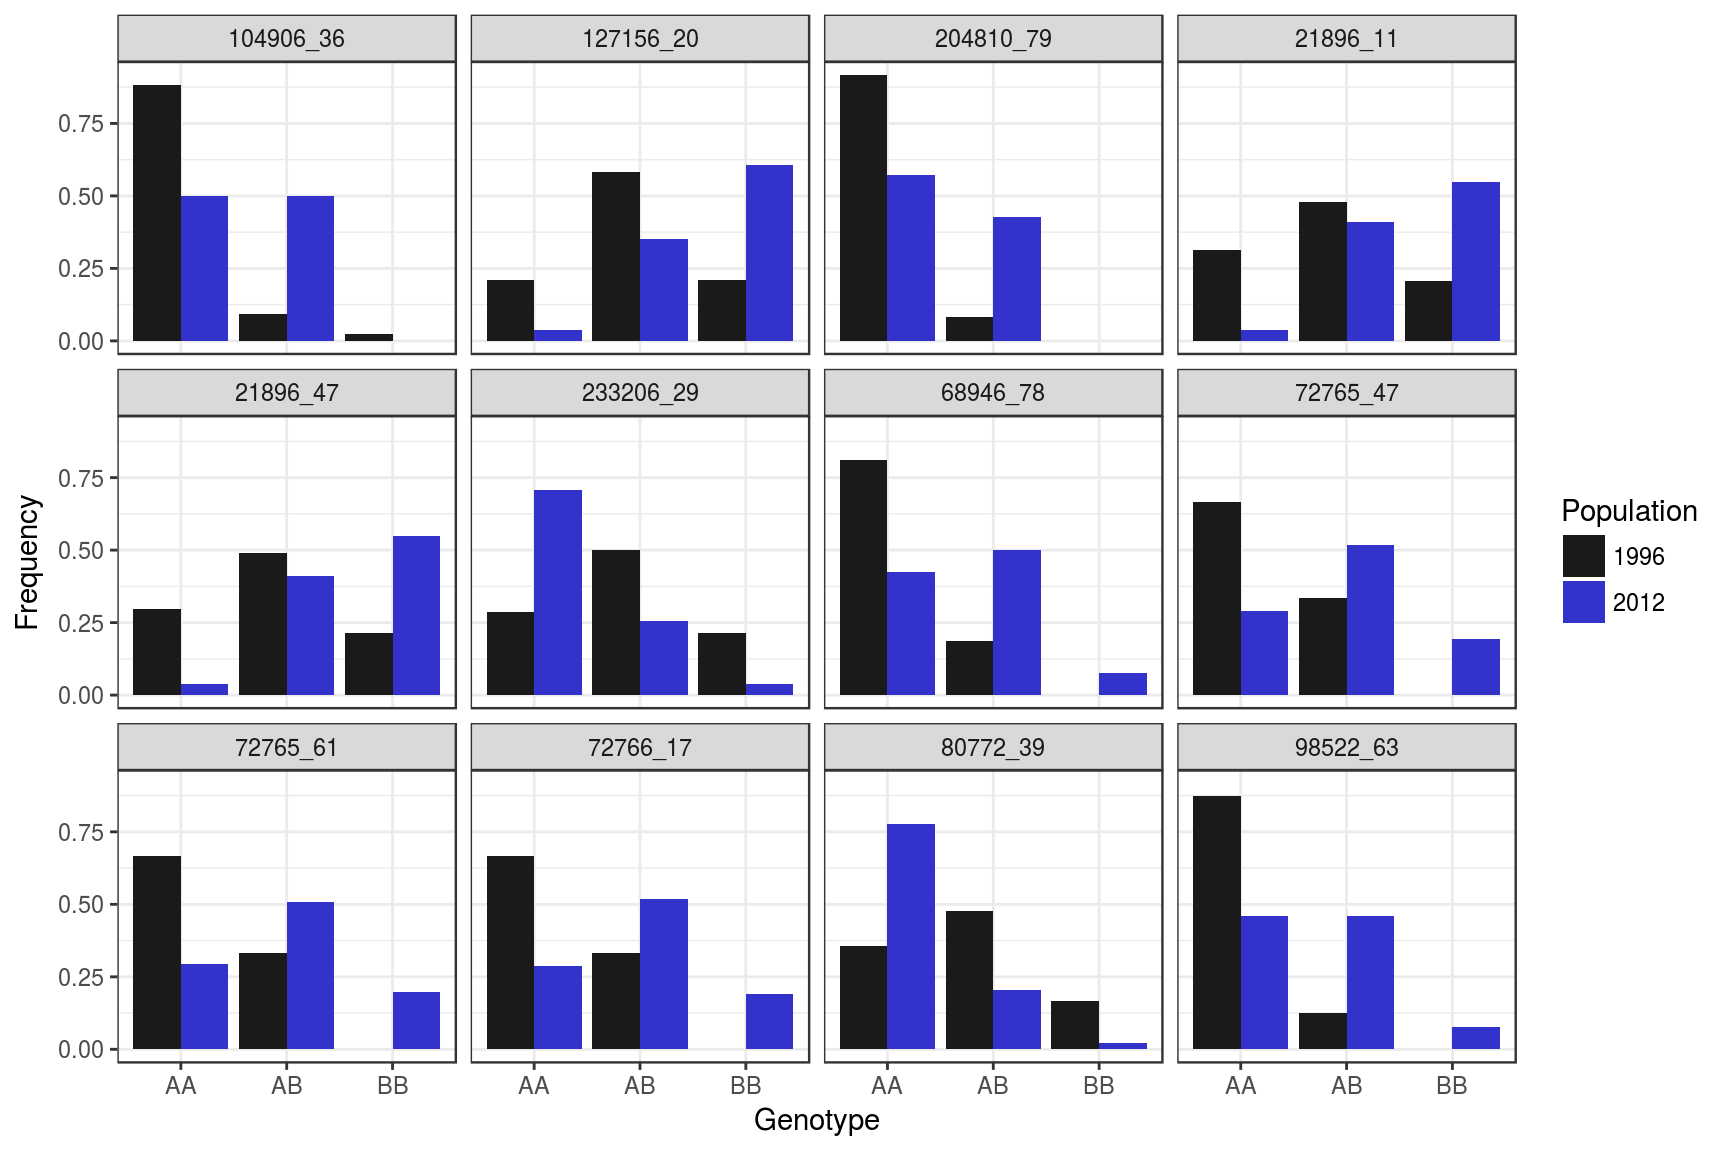 104906_36 127156_20 204810_79 21896_11
0.75
0.50
0.25
0.00
21896_47 233206_29 68946_78 72765_47
0.75
0.50
0.25
0.00
Frequency
Population
1996
2012
72765_61 72766_17 80772_39 98522_63
0.75
0.50
0.25
0.00
AA AB BB AA AB BB AA AB BB AA AB BB
Genotype